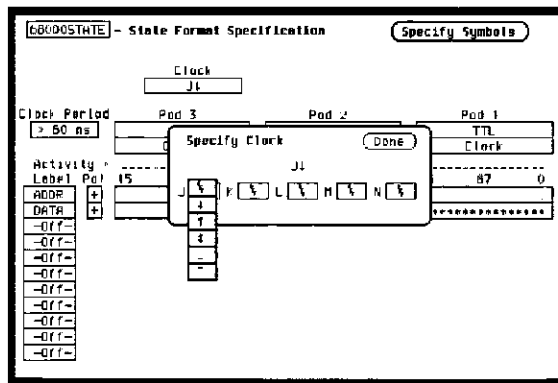 68000STATE - State Format Specification Specify Symbols
Clock
J↓
Clock Period Pod 3 Pod 2 Pod 1
> 60 ns TTL
Clock
Specify Clock Done
J↓
J K L M N
Activity >
Label Pol 15 87 0
ADDR +
DATA +
-Off-
-Off-
-Off-
-Off-
-Off-
-Off-
-Off-
-Off-
-Off-